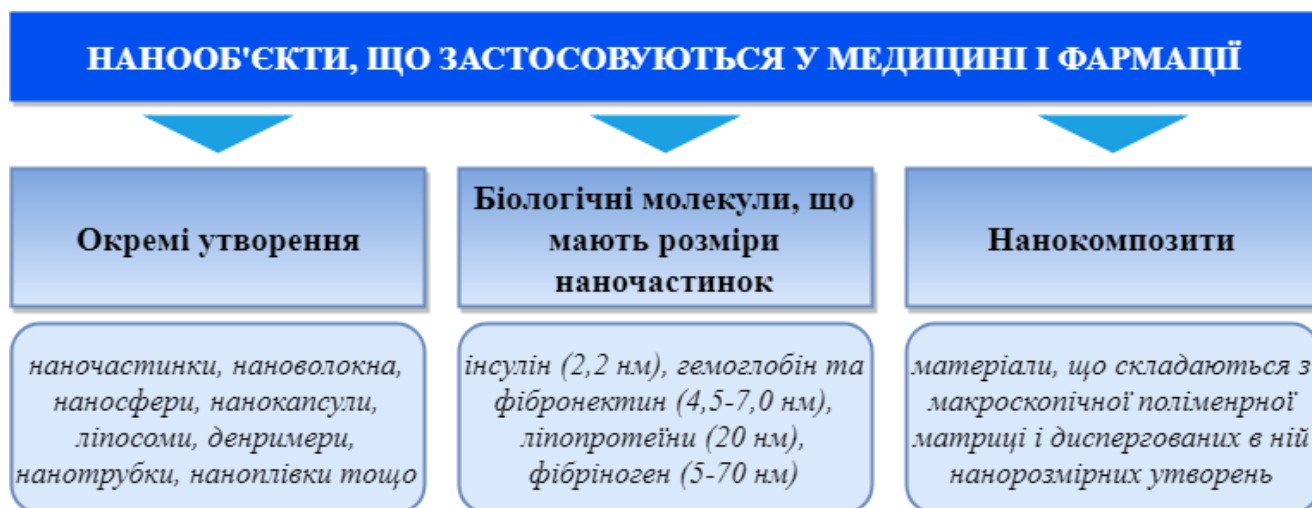 НАНООБ'ЄКТИ, ЩО ЗАСТОСОВУЮТЬСЯ У МЕДИЦИНІ І ФАРМАЦІЇ
Окремі утворення
наночастинки, нановолокна,
наносфери, нанокапсули,
ліпосоми, денримери,
нанотрубки, наноплівки тощо
Біологічні молекули, що
мають розміри
наночастинок
інсулін (2,2 нм), гемоглобін та
фібронектин (4,5-7,0 нм),
ліпопротеїни (20 нм),
фібріноген (5-70 нм)
Нанокомпозити
матеріали, що складаються з
макроскопічної поліменрної
матриці і диспергованих в ній
нанорозмірних утворень